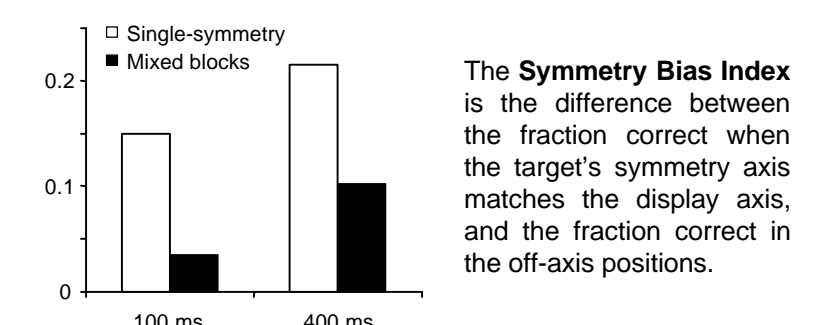 Single-symmetry
Mixed blocks
0.2
0.1
0
100 ms
400 ms
The Symmetry Bias Index
is the difference between
the fraction correct when
the target's symmetry axis
matches the display axis,
and the fraction correct in
the off-axis positions.